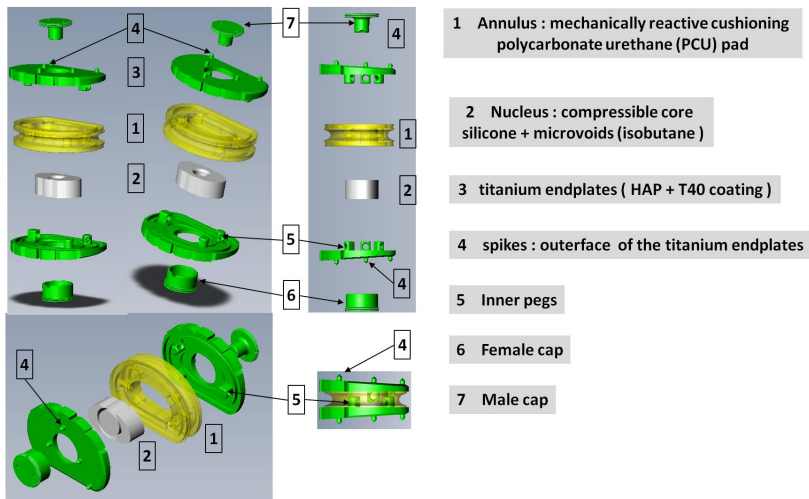 4
7
4
3
1
1
2
2
5
4
6
4
4
5
1
2
1 Annulus : mechanically reactive cushioning
polycarbonate urethane (PCU) pad
2 Nucleus : compressible core
silicone + microvoids (isobutane )
3 titanium endplates ( HAP + T40 coating )
4 spikes : outerface of the titanium endplates
5 Inner pegs
6 Female cap
7 Male cap